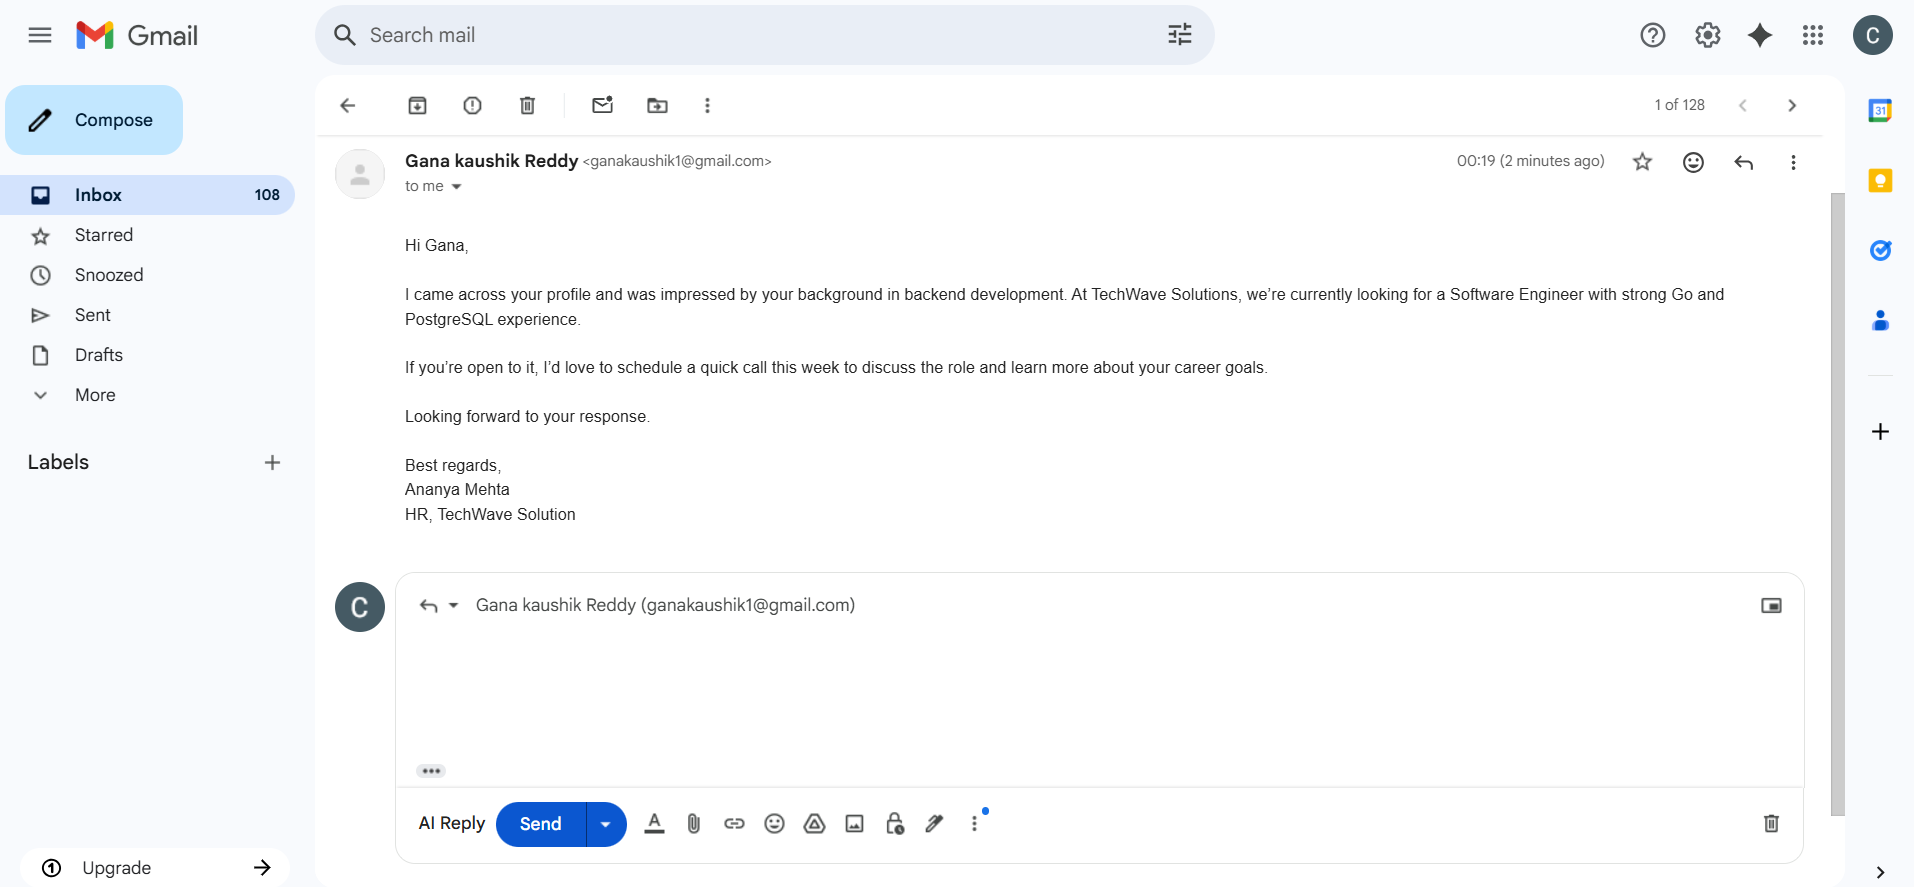 Gmail
Search mail
C
Compose
1 of 128
31
Inbox 108
Gana kaushik Reddy <ganakaushik1@gmail.com> 00:19 (2 minutes ago)
to me
Starred
Snoozed
Sent
Drafts
More
Labels
Hi Gana,
I came across your profile and was impressed by your background in backend development. At TechWave Solutions, we’re currently looking for a Software Engineer with strong Go and
PostgreSQL experience.
If you’re open to it, I’d love to schedule a quick call this week to discuss the role and learn more about your career goals.
Looking forward to your response.
Best regards,
Ananya Mehta
HR, TechWave Solution
C
Gana kaushik Reddy (ganakaushik1@gmail.com)
AI Reply Send
1 Upgrade